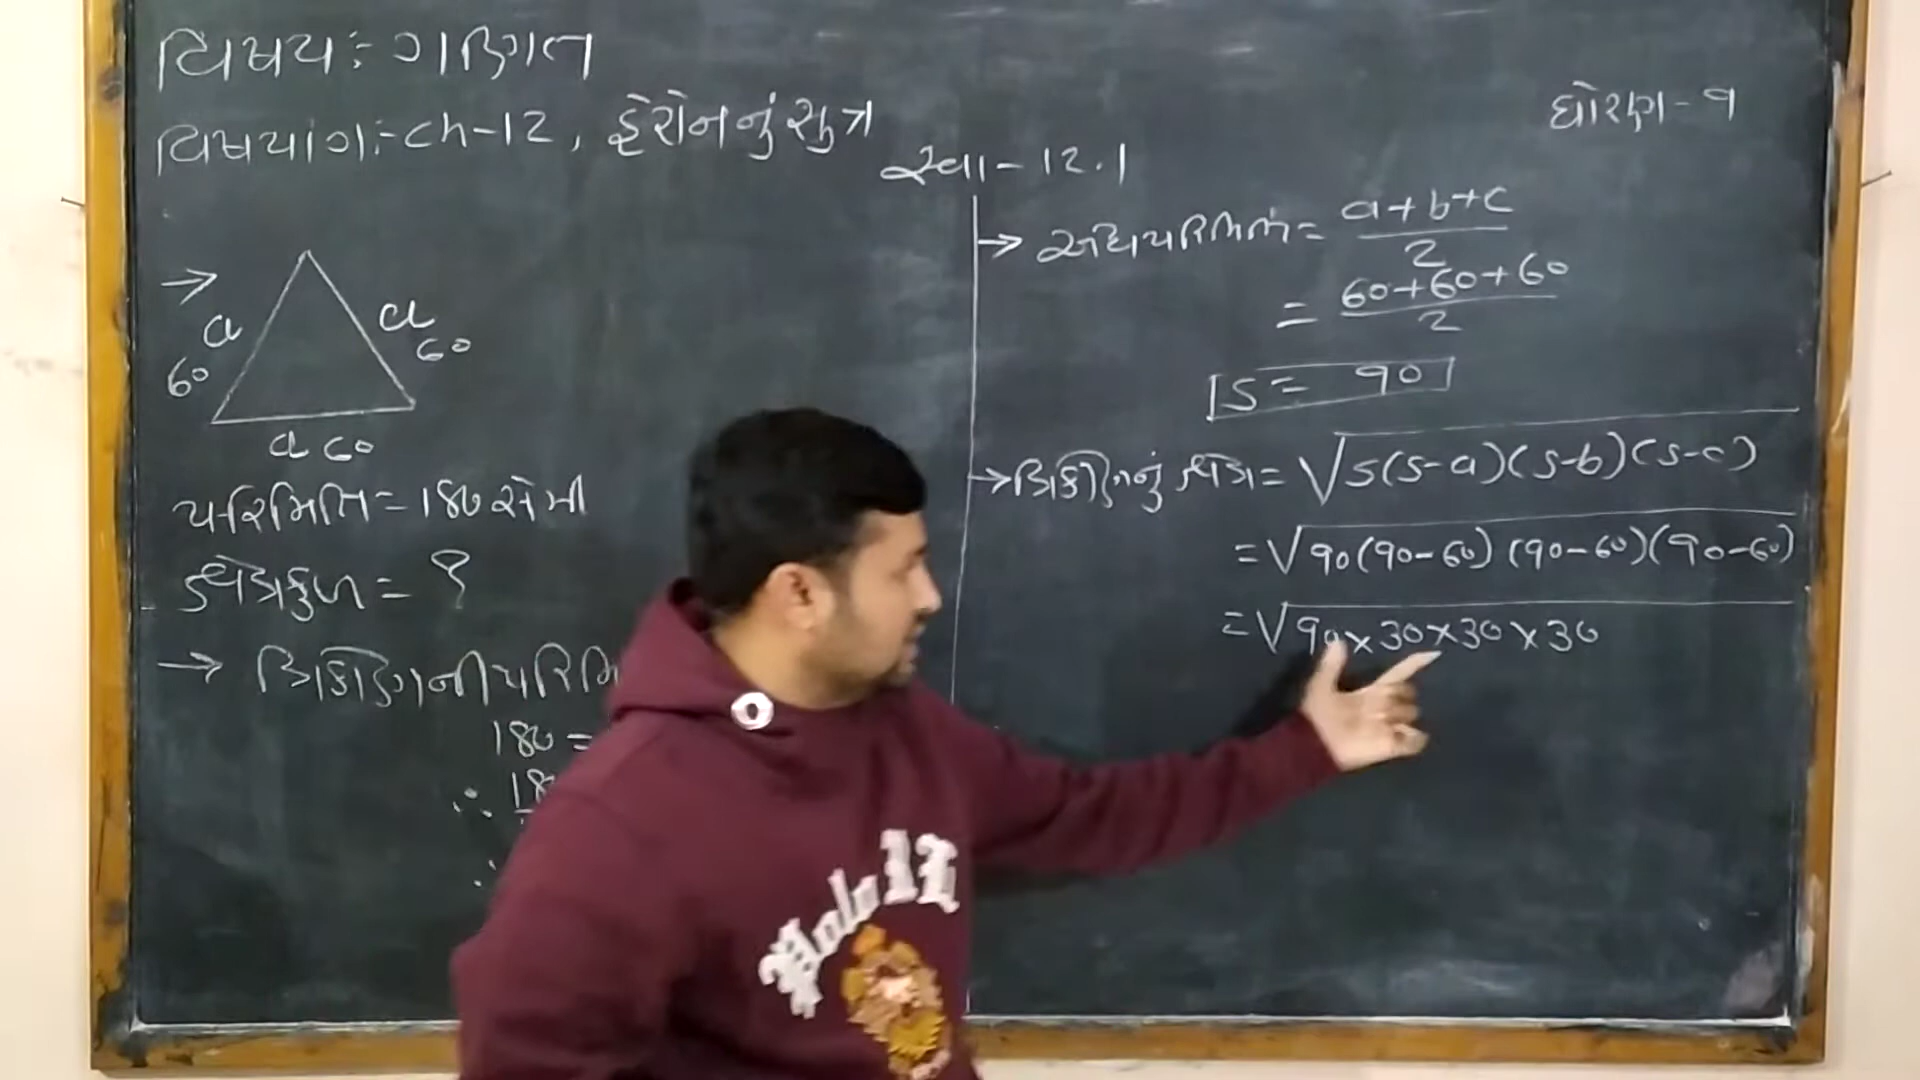 વિષય:- ગણિત
વિષયાંગ:- Ch-12, હેરોનનું સુત્ર
ધોરણ - ૧
સ્વા - 12.1
a
60
a
60
a 60
પરિમિતિ = 180 સેમી
ક્ષેત્રફળ = ?
→ ત્રિકોણની પરિમિ
180 =
∴ 18
∴
→ અર્ધપરિમિતિ = a+b+c / 2
= 60+60+60 / 2
S = 90
→ ત્રિકોણનું ક્ષેત્ર = √S(S-a)(S-b)(S-c)
= √90(90-60)(90-60)(90-60)
= √90×30×30×30